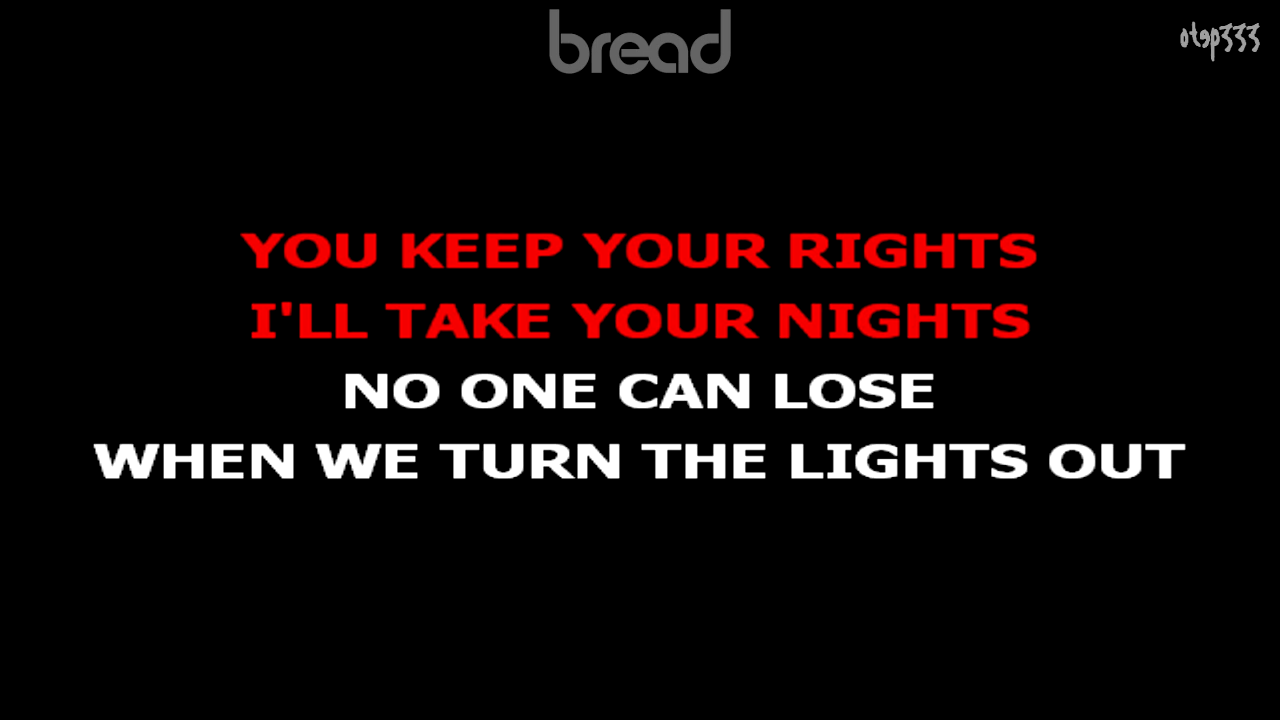 bread
otep333
YOU KEEP YOUR RIGHTS
I'LL TAKE YOUR NIGHTS
NO ONE CAN LOSE
WHEN WE TURN THE LIGHTS OUT